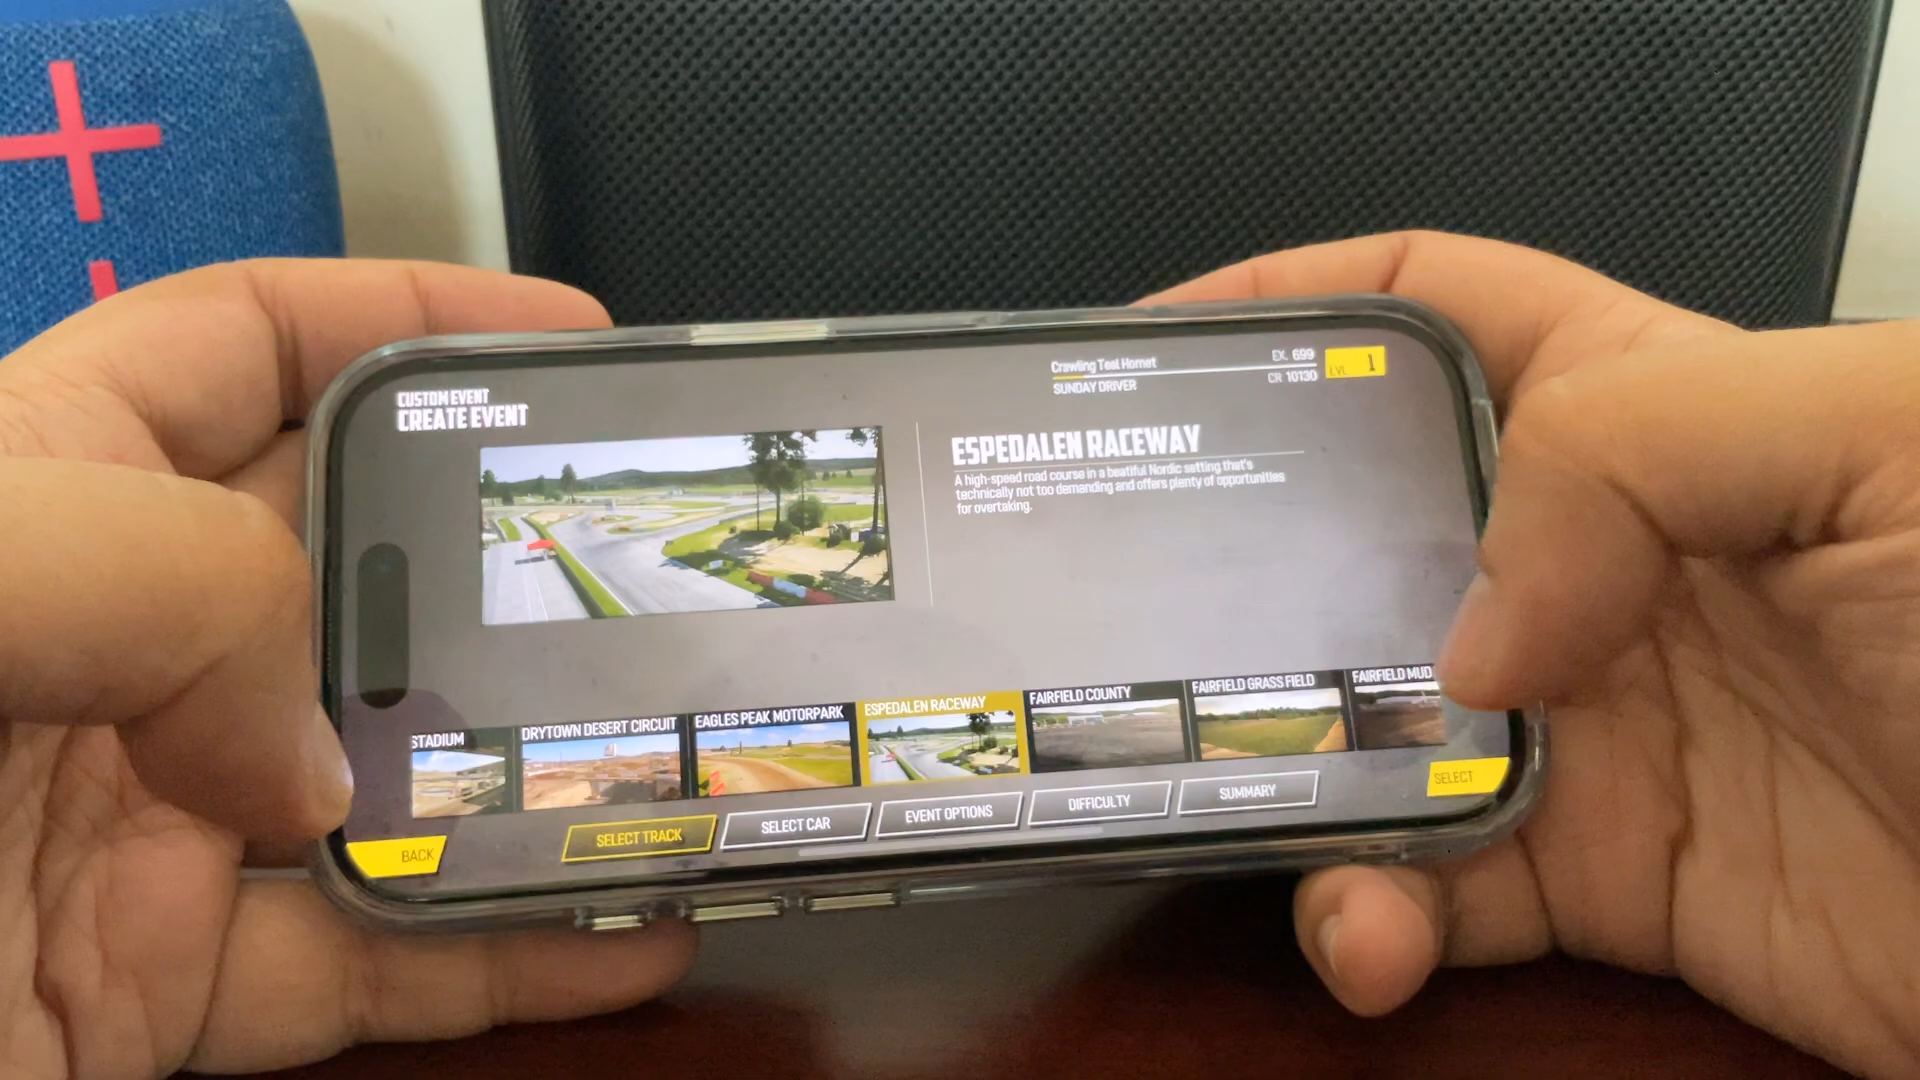 CUSTOM EVENT
CREATE EVENT
Crawling Teal Hornet
EX. 699
SUNDAY DRIVER
CR 10130
LVL 1
ESPEDALEN RACEWAY
A high-speed road course in a beatiful Nordic setting that's
technically not too demanding and offers plenty of opportunities
for overtaking.
STADIUM
DRYTOWN DESERT CIRCUIT
EAGLES PEAK MOTORPARK
ESPEDALEN RACEWAY
FAIRFIELD COUNTY
FAIRFIELD GRASS FIELD
FAIRFIELD MUD
BACK
SELECT TRACK
SELECT CAR
EVENT OPTIONS
DIFFICULTY
SUMMARY
SELECT